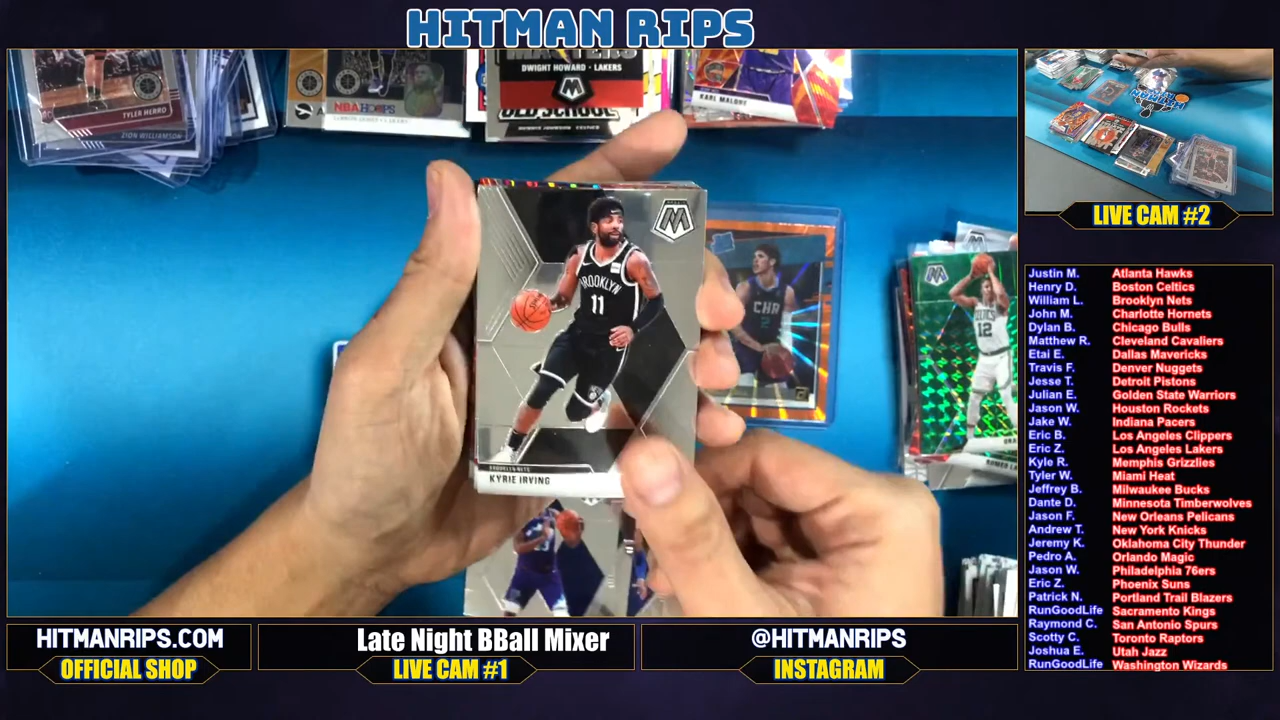 HITMAN RIPS
TYLER HERRO
ZION WILLIAMSON
NBA HOOPS
MASTERS
DWIGHT HOWARD - LAKERS
OLD SCHOOL
KARL MALONE
M
BROOKLYN
11
BROOKLYN NETS
KYRIE IRVING
CHR
2
12
LIVE CAM #2
Justin M. Atlanta Hawks
Henry D. Boston Celtics
William L. Brooklyn Nets
John M. Charlotte Hornets
Dylan B. Chicago Bulls
Matthew R. Cleveland Cavaliers
Etai E. Dallas Mavericks
Travis F. Denver Nuggets
Jesse T. Detroit Pistons
Julian E. Golden State Warriors
Jason W. Houston Rockets
Jake W. Indiana Pacers
Eric B. Los Angeles Clippers
Eric Z. Los Angeles Lakers
Kyle R. Memphis Grizzlies
Tyler W. Miami Heat
Jeffrey B. Milwaukee Bucks
Dante D. Minnesota Timberwolves
Jason F. New Orleans Pelicans
Andrew T. New York Knicks
Jeremy K. Oklahoma City Thunder
Pedro A. Orlando Magic
Jason W. Philadelphia 76ers
Eric Z. Phoenix Suns
Patrick N. Portland Trail Blazers
RunGoodLife Sacramento Kings
Raymond C. San Antonio Spurs
Scotty C. Toronto Raptors
Joshua E. Utah Jazz
RunGoodLife Washington Wizards
HITMANRIPS.COM
OFFICIAL SHOP
Late Night BBall Mixer
LIVE CAM #1
@HITMANRIPS
INSTAGRAM